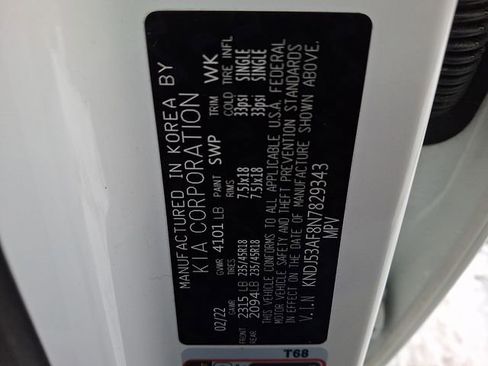 MANUFACTURED IN KOREA BY
KIA CORPORATION
02/22 GVWR 4101 LB PAINT SWP TRIM WK
GAWR RIMS COLD TIRE INFL
FRONT 2315 LB 235/45R18 7.5JX18 33psi SINGLE
REAR 2094 LB 235/45R18 7.5JX18 33psi SINGLE
THIS VEHICLE CONFORMS TO ALL APPLICABLE U.S.A. FEDERAL
MOTOR VEHICLE SAFETY AND THEFT PREVENTION STANDARDS
IN EFFECT ON THE DATE OF MANUFACTURE SHOWN ABOVE.
V.I.N KNDJ53AF8N7829343
MPV
T68